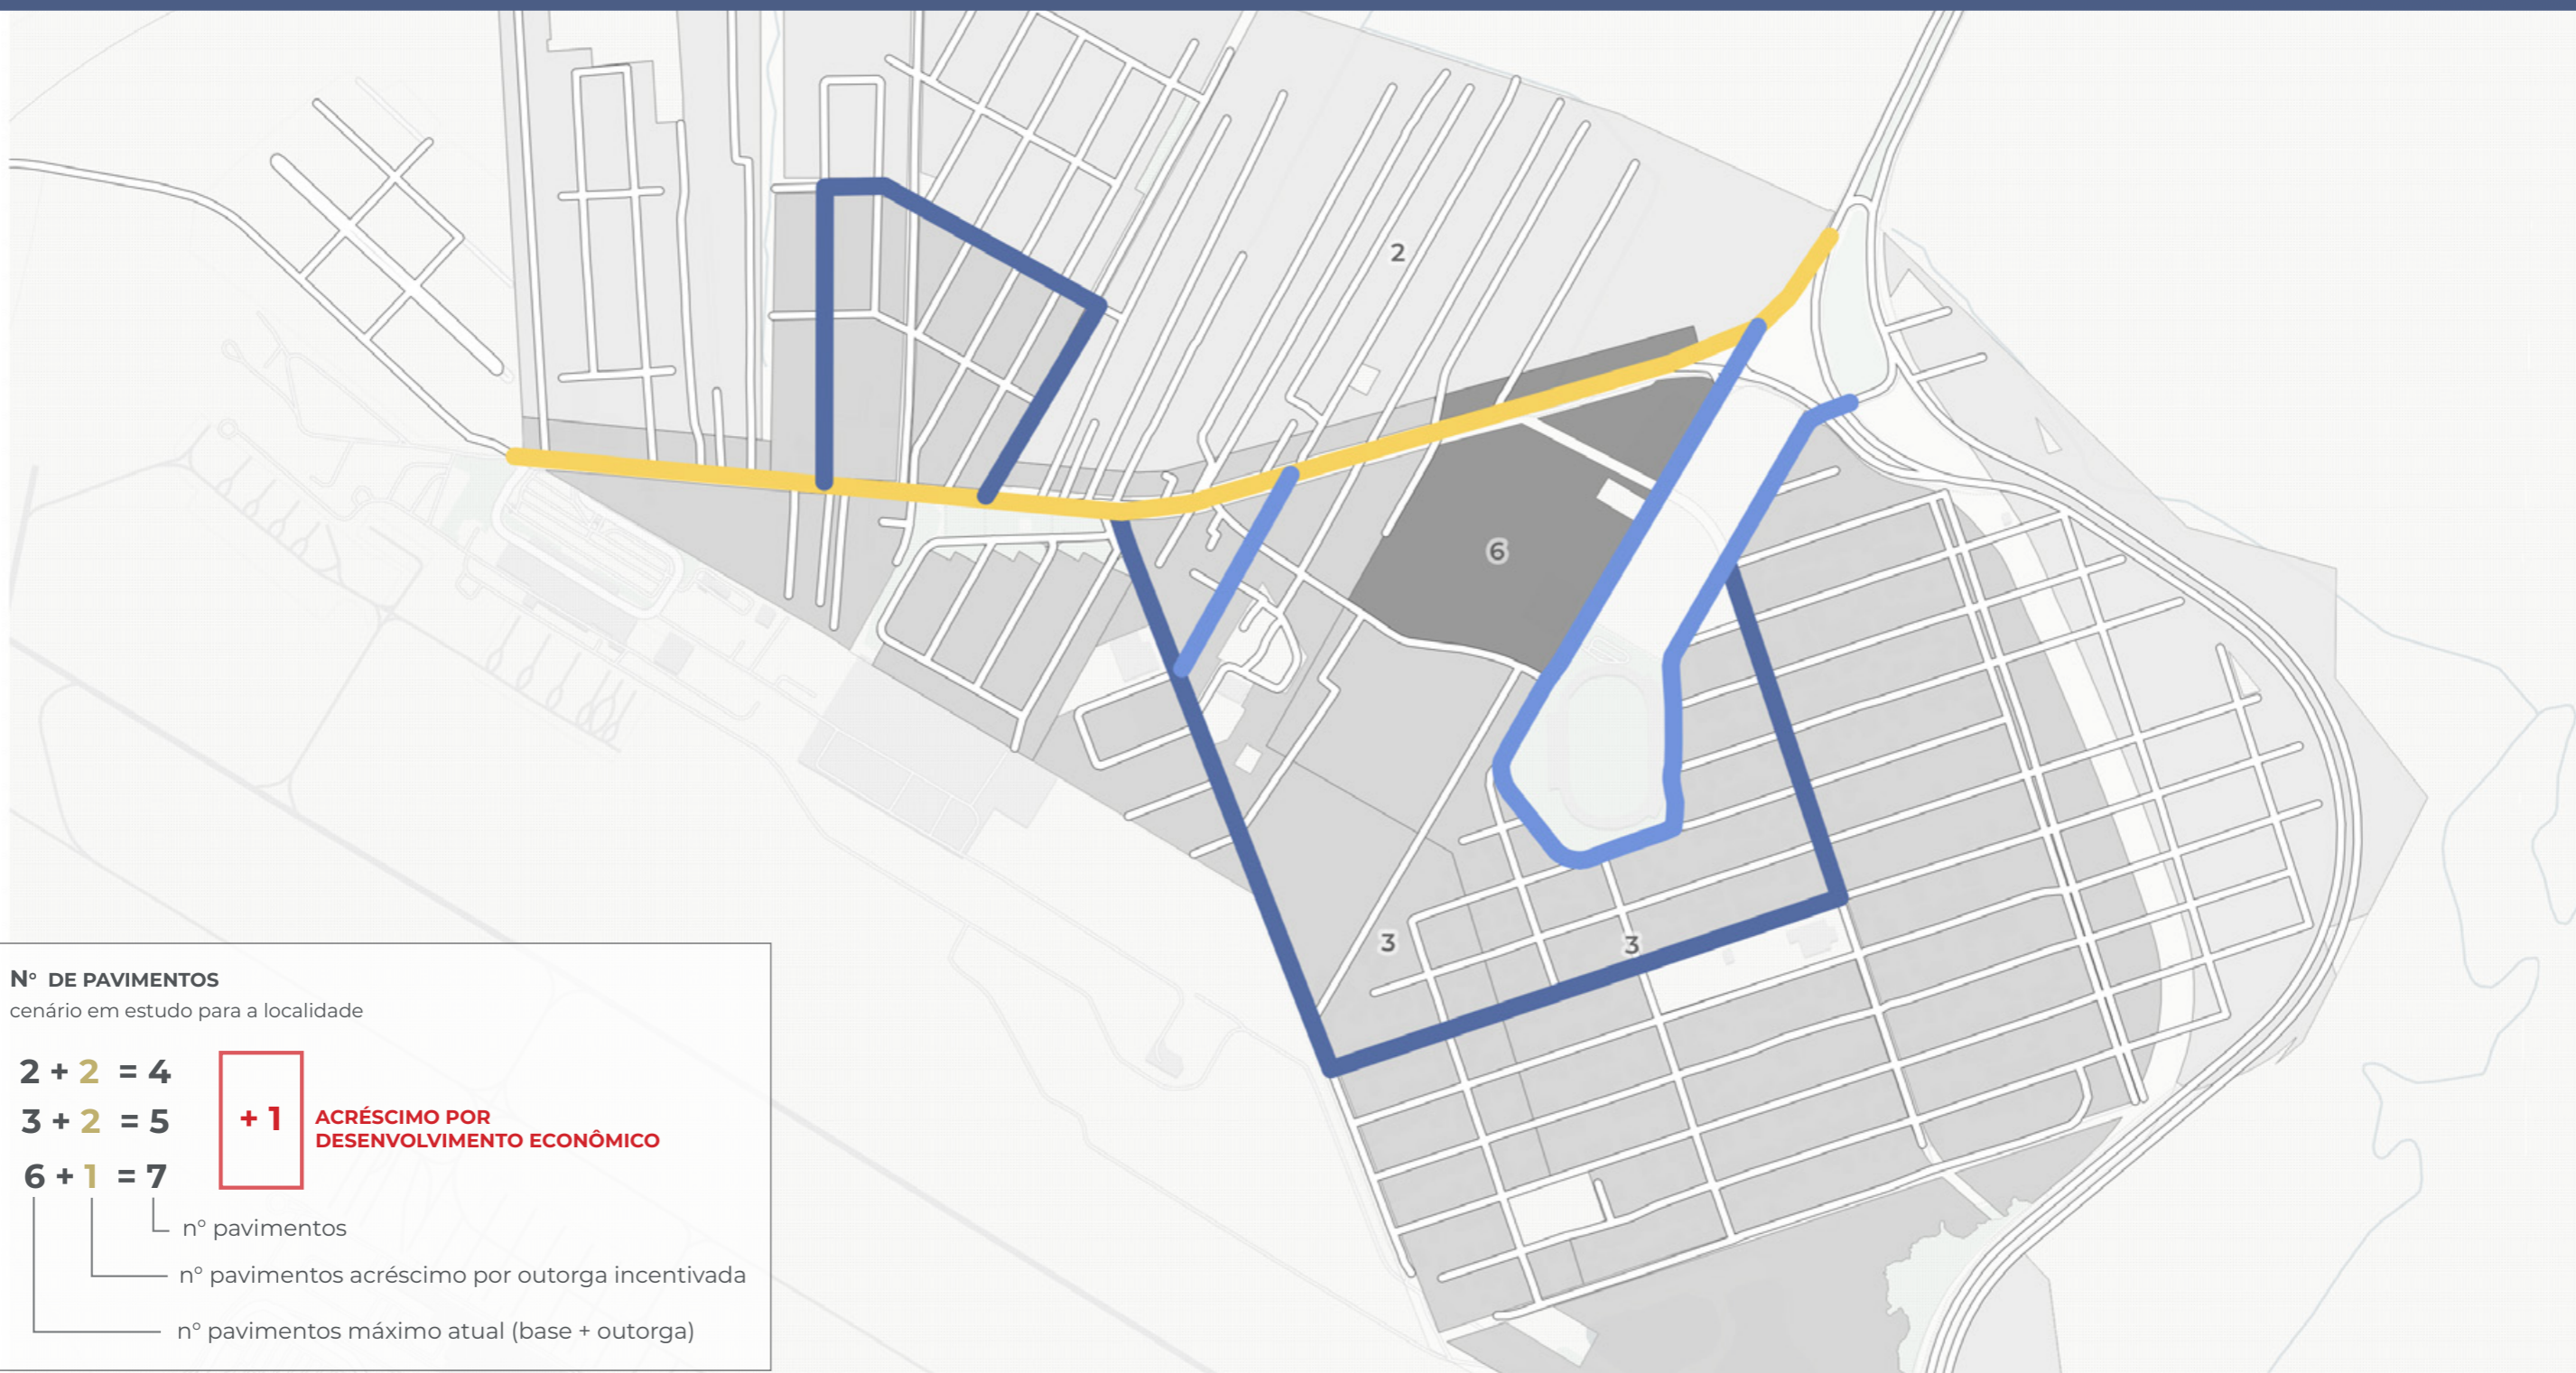 2
6
3
3
N° DE PAVIMENTOS
cenário em estudo para a localidade
2 + 2 = 4
3 + 2 = 5
6 + 1 = 7
+ 1
ACRÉSCIMO POR
DESENVOLVIMENTO ECONÔMICO
n° pavimentos
n° pavimentos acréscimo por outorga incentivada
n° pavimentos máximo atual (base + outorga)